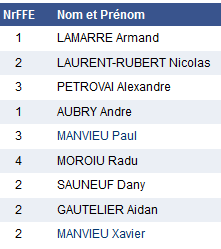 NrFFE Nom et Prénom
1 LAMARRE Armand
2 LAURENT-RUBERT Nicolas
3 PETROVAI Alexandre
1 AUBRY Andre
3 MANVIEU Paul
4 MOROIU Radu
2 SAUNEUF Dany
2 GAUTELIER Aidan
2 MANVIEU Xavier